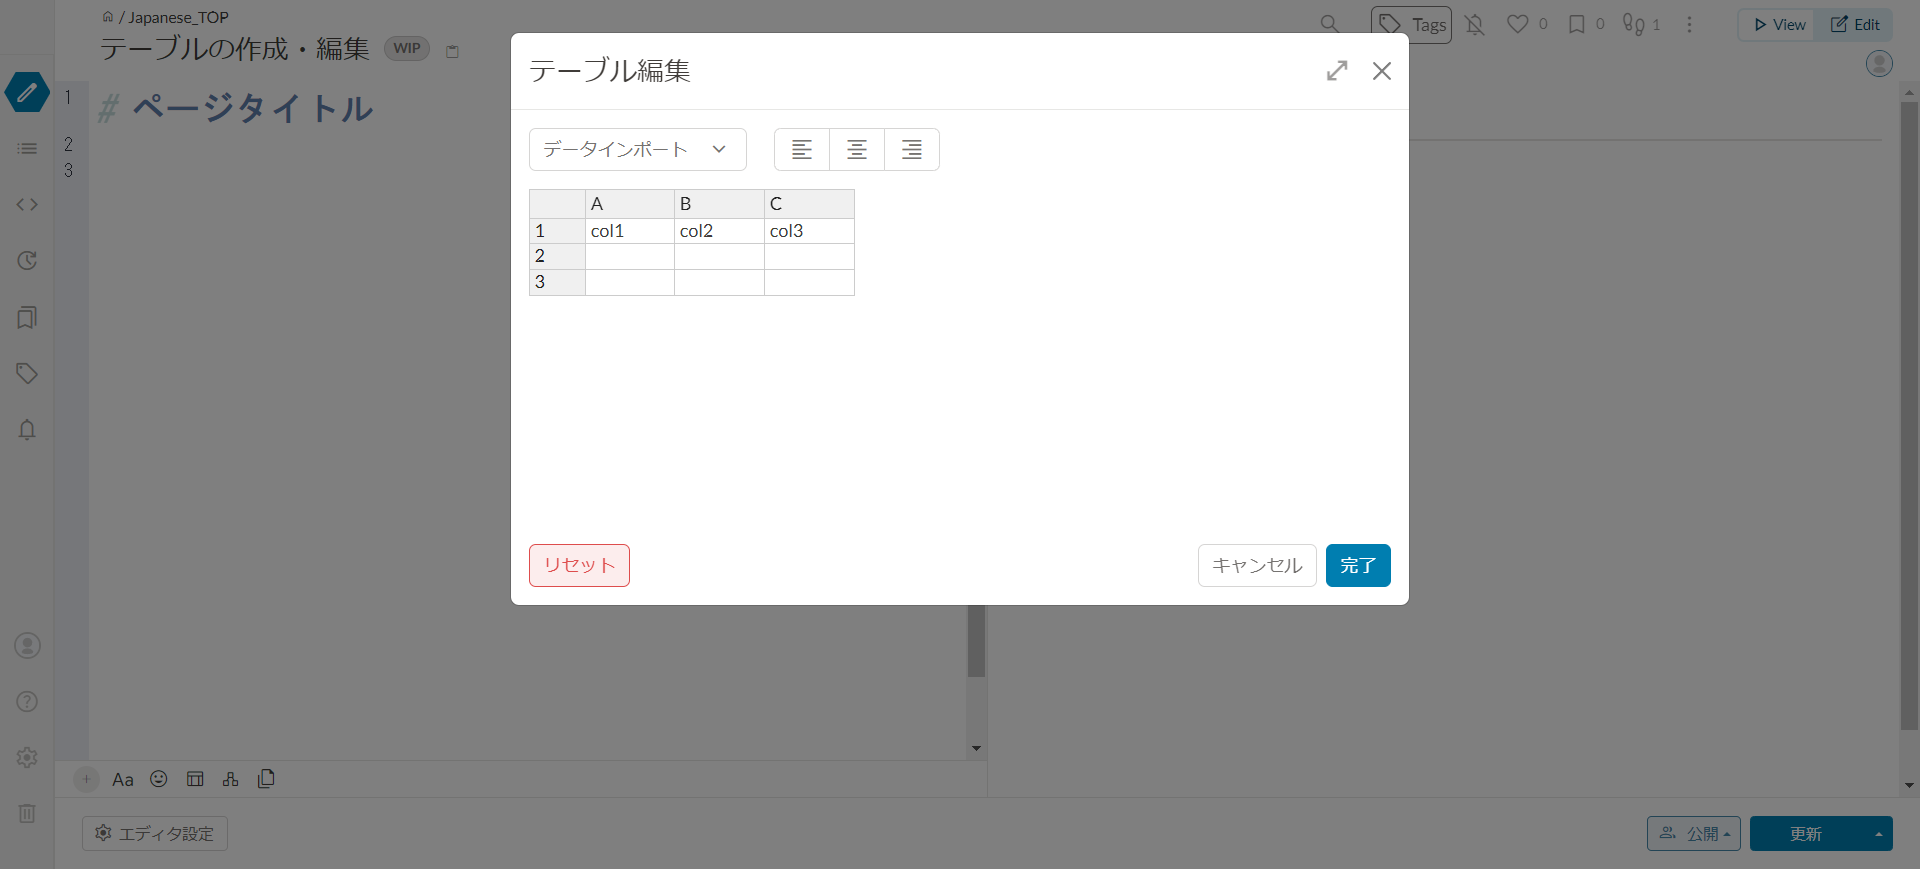 / Japanese_TOP
テーブルの作成・編集 WIP
Tags 0 0 1 View Edit
1 # ページタイトル
2
3
テーブル編集
データインポート
A B C
1 col1 col2 col3
2
3
リセット キャンセル 完了
Aa
エディタ設定 公開 更新